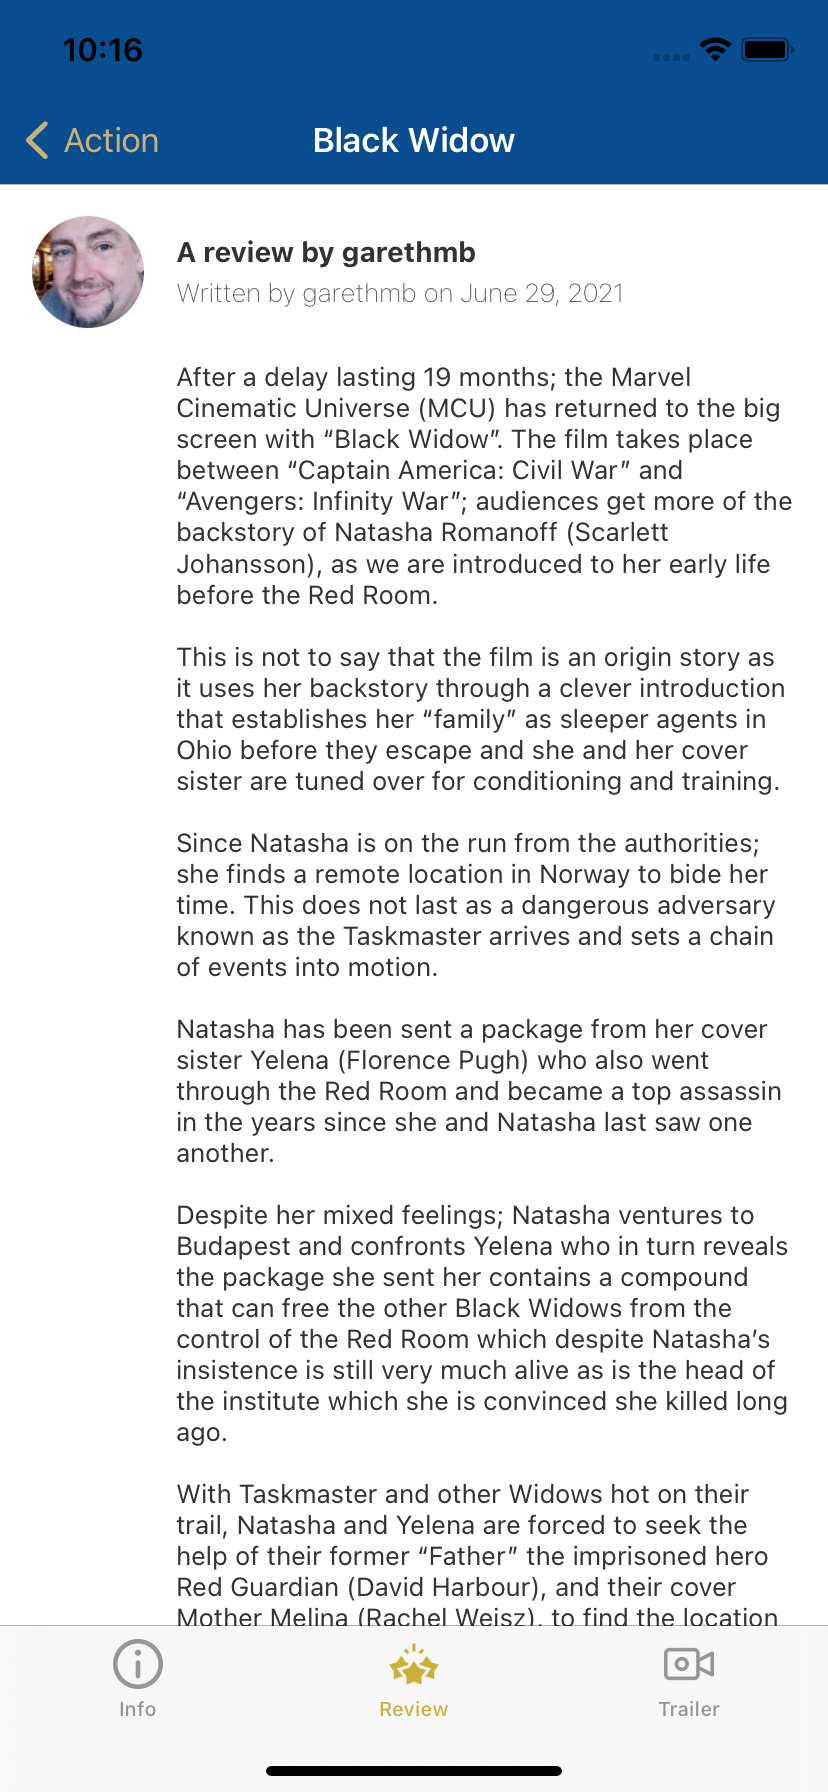 10:16
Action
Black Widow
A review by garethmb
Written by garethmb on June 29, 2021
After a delay lasting 19 months; the Marvel
Cinematic Universe (MCU) has returned to the big
screen with “Black Widow”. The film takes place
between “Captain America: Civil War” and
“Avengers: Infinity War”; audiences get more of the
backstory of Natasha Romanoff (Scarlett
Johansson), as we are introduced to her early life
before the Red Room.
This is not to say that the film is an origin story as
it uses her backstory through a clever introduction
that establishes her “family” as sleeper agents in
Ohio before they escape and she and her cover
sister are tuned over for conditioning and training.
Since Natasha is on the run from the authorities;
she finds a remote location in Norway to bide her
time. This does not last as a dangerous adversary
known as the Taskmaster arrives and sets a chain
of events into motion.
Natasha has been sent a package from her cover
sister Yelena (Florence Pugh) who also went
through the Red Room and became a top assassin
in the years since she and Natasha last saw one
another.
Despite her mixed feelings; Natasha ventures to
Budapest and confronts Yelena who in turn reveals
the package she sent her contains a compound
that can free the other Black Widows from the
control of the Red Room which despite Natasha’s
insistence is still very much alive as is the head of
the institute which she is convinced she killed long
ago.
With Taskmaster and other Widows hot on their
trail, Natasha and Yelena are forced to seek the
help of their former “Father” the imprisoned hero
Red Guardian (David Harbour), and their cover
Mother Melina (Rachel Weisz), to find the location
Info
Review
Trailer